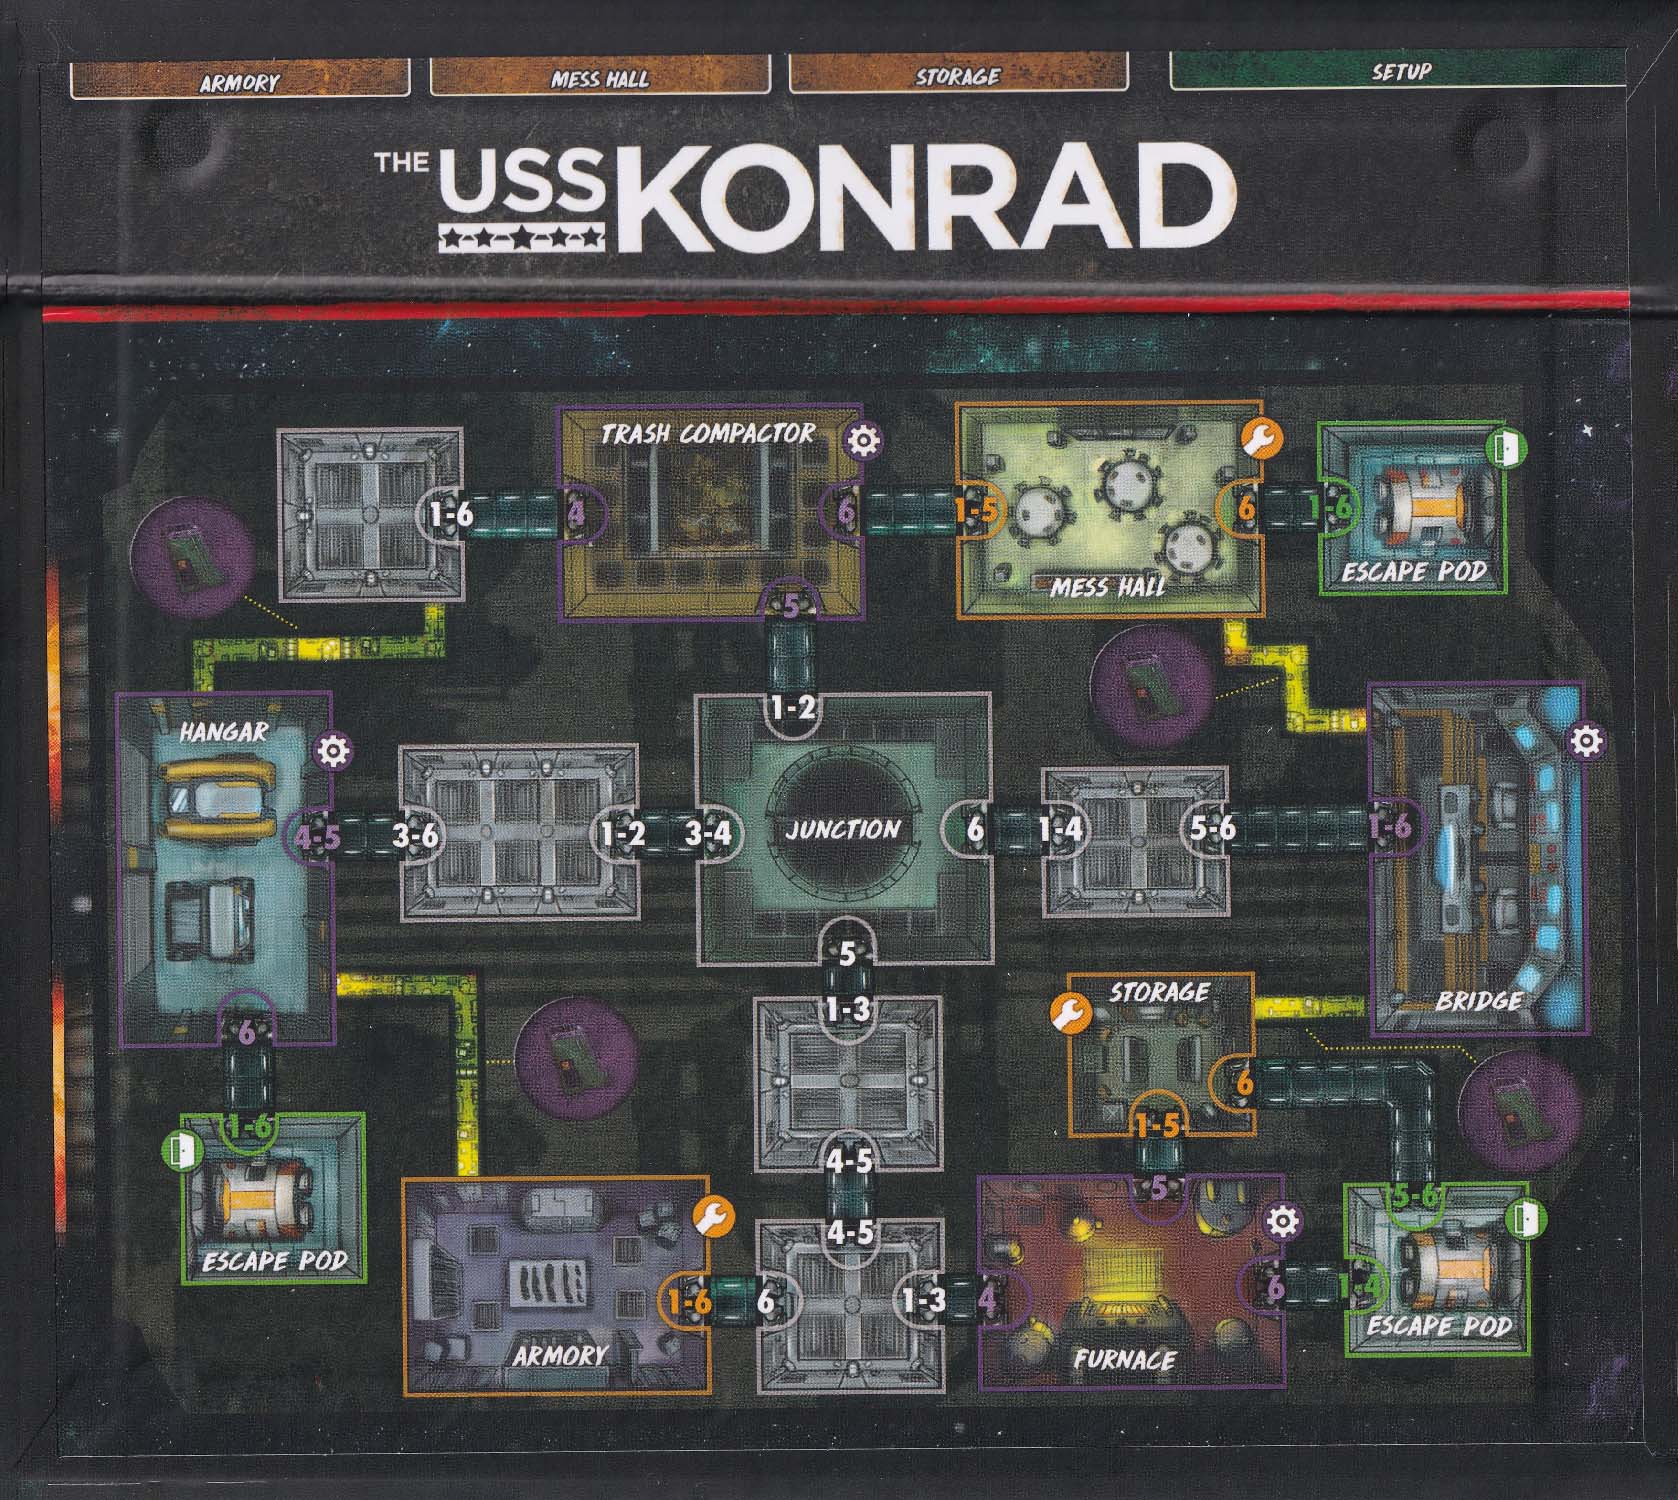 ARMORY
MESS HALL
STORAGE
SETUP
THE USS KONRAD
TRASH COMPACTOR
1-6
4
6
5
1-5
6
1-6
MESS HALL
ESCAPE POD
HANGAR
4-5
3-6
1-2
3-4
1-2
JUNCTION
6
1-4
5-6
1-6
5
BRIDGE
6
1-3
STORAGE
6
1-5
1-6
ESCAPE POD
4-5
4-5
5
5-6
ARMORY
1-6
6
1-3
4
FURNACE
6
1-4
ESCAPE POD